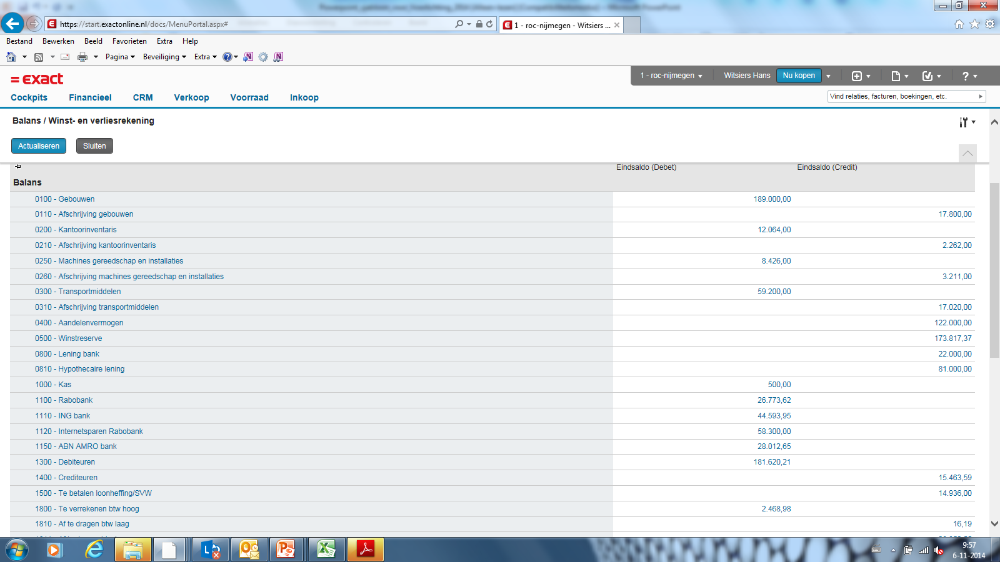 https://start.exactonline.nl/docs/MenuPortal.aspx#
1 - roc-nijmegen - Witsiers ...
Bestand Bewerken Beeld Favorieten Extra Help
Pagina Beveiliging Extra
= exact
1 - roc-nijmegen Witsiers Hans Nu kopen ?
Cockpits Financieel CRM Verkoop Voorraad Inkoop
Vind relaties, facturen, boekingen, etc.
Balans / Winst- en verliesrekening
Actualiseren Sluiten
Eindsaldo (Debet) Eindsaldo (Credit)
Balans
0100 - Gebouwen 189.000,00
0110 - Afschrijving gebouwen 17.800,00
0200 - Kantoorinventaris 12.064,00
0210 - Afschrijving kantoorinventaris 2.262,00
0250 - Machines gereedschap en installaties 8.426,00
0260 - Afschrijving machines gereedschap en installaties 3.211,00
0300 - Transportmiddelen 59.200,00
0310 - Afschrijving transportmiddelen 17.020,00
0400 - Aandelenvermogen 122.000,00
0500 - Winstreserve 173.817,37
0800 - Lening bank 22.000,00
0810 - Hypothecaire lening 81.000,00
1000 - Kas 500,00
1100 - Rabobank 26.773,62
1110 - ING bank 44.593,95
1120 - Internetsparen Rabobank 58.300,00
1150 - ABN AMRO bank 28.012,65
1300 - Debiteuren 181.620,21
1400 - Crediteuren 15.463,59
1500 - Te betalen loonheffing/SVW 14.936,00
1800 - Te verrekenen btw hoog 2.468,98
1810 - Af te dragen btw laag 16,19
9:57
6-11-2014